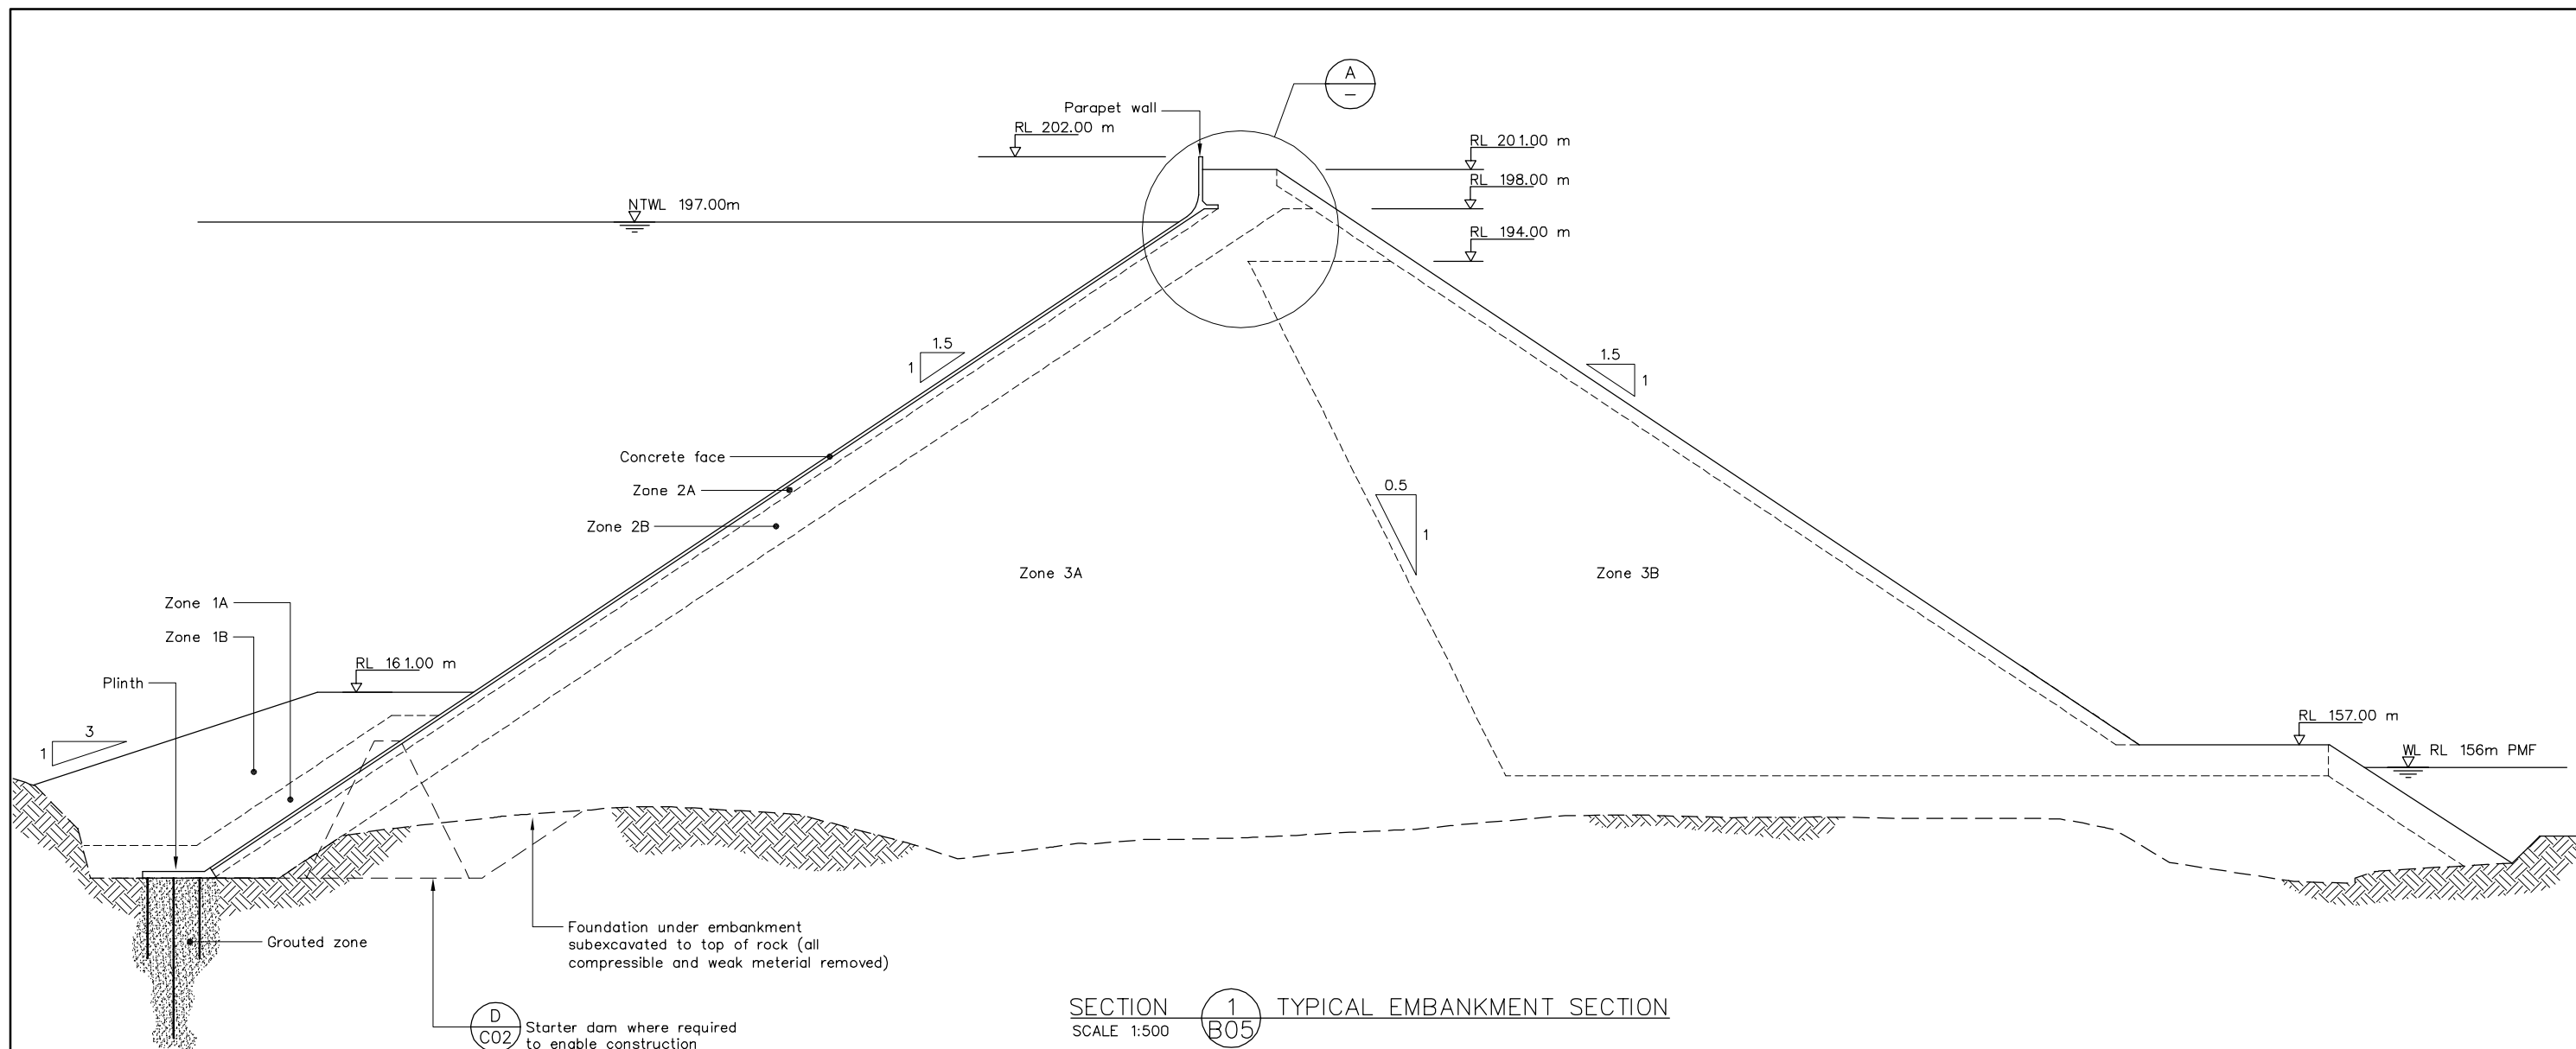 A
–
Parapet wall
RL 202.00 m
RL 201.00 m
RL 198.00 m
NTWL 197.00m
RL 194.00 m
1.5
1
1.5
1
Concrete face
Zone 2A
Zone 2B
0.5
1
Zone 3A
Zone 3B
Zone 1A
Zone 1B
RL 161.00 m
Plinth
3
1
RL 157.00 m
WL RL 156m PMF
Grouted zone
Foundation under embankment
subexcavated to top of rock (all
compressible and weak meterial removed)
D
C02
Starter dam where required
to enable construction
SECTION 1 TYPICAL EMBANKMENT SECTION
SCALE 1:500 B05